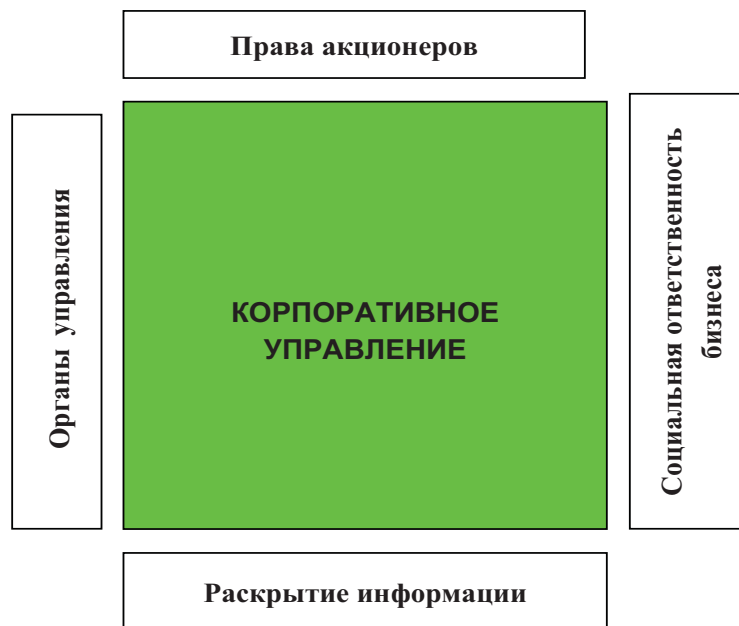 Права акционеров
Органы управления
КОРПОРАТИВНОЕ
УПРАВЛЕНИЕ
Социальная ответственность
бизнеса
Раскрытие информации